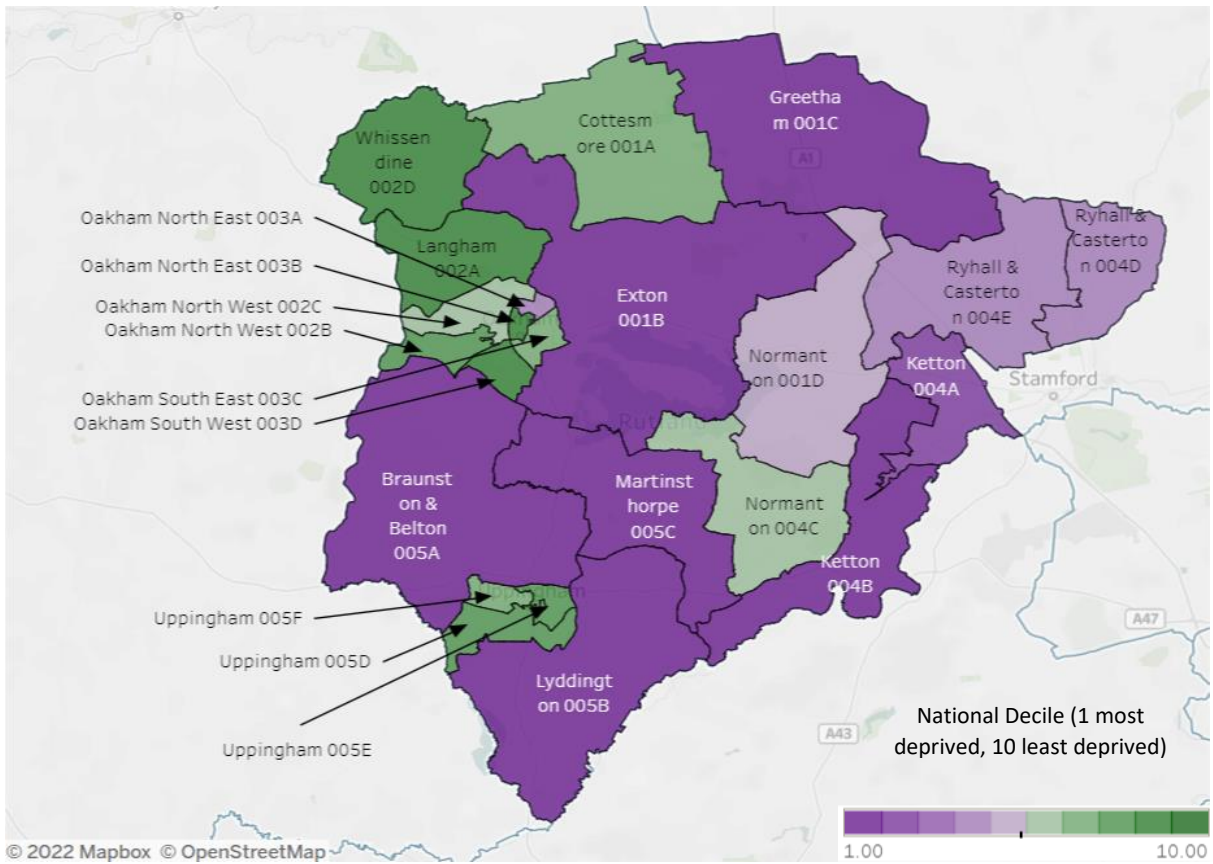 Greetha
m 001C
A1
Cottesm
ore 001A
Whissen
dine
002D
Oakham North East 003A
Ryhall &
Casterto
n 004D
Langham
002A
Oakham North East 003B
Ryhall &
Casterto
n 004E
Exton
001B
Oakham North West 002C
Oakham North West 002B
Normant
on 001D
Ketton
004A
Stamford
Oakham South East 003C
Oakham South West 003D
Rutland
Braunst
on &
Belton
005A
Martinst
horpe
005C
Normant
on 004C
Ketton
004B
Uppingham
Uppingham 005F
A47
Uppingham 005D
Lyddingt
on 005B
Uppingham 005E
National Decile (1 most
deprived, 10 least deprived)
A43
© 2022 Mapbox © OpenStreetMap
1.00
10.00